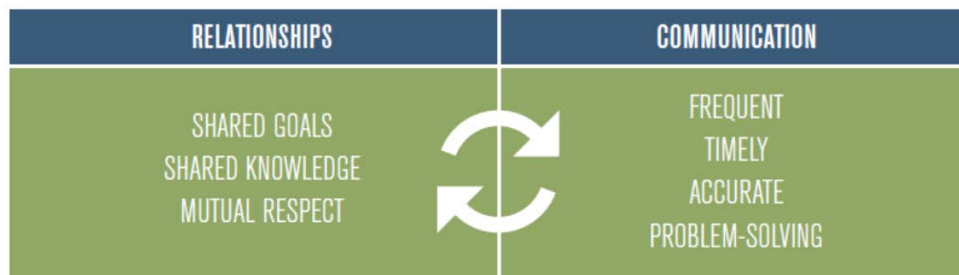 RELATIONSHIPS
SHARED GOALS
SHARED KNOWLEDGE
MUTUAL RESPECT
COMMUNICATION
FREQUENT
TIMELY
ACCURATE
PROBLEM-SOLVING